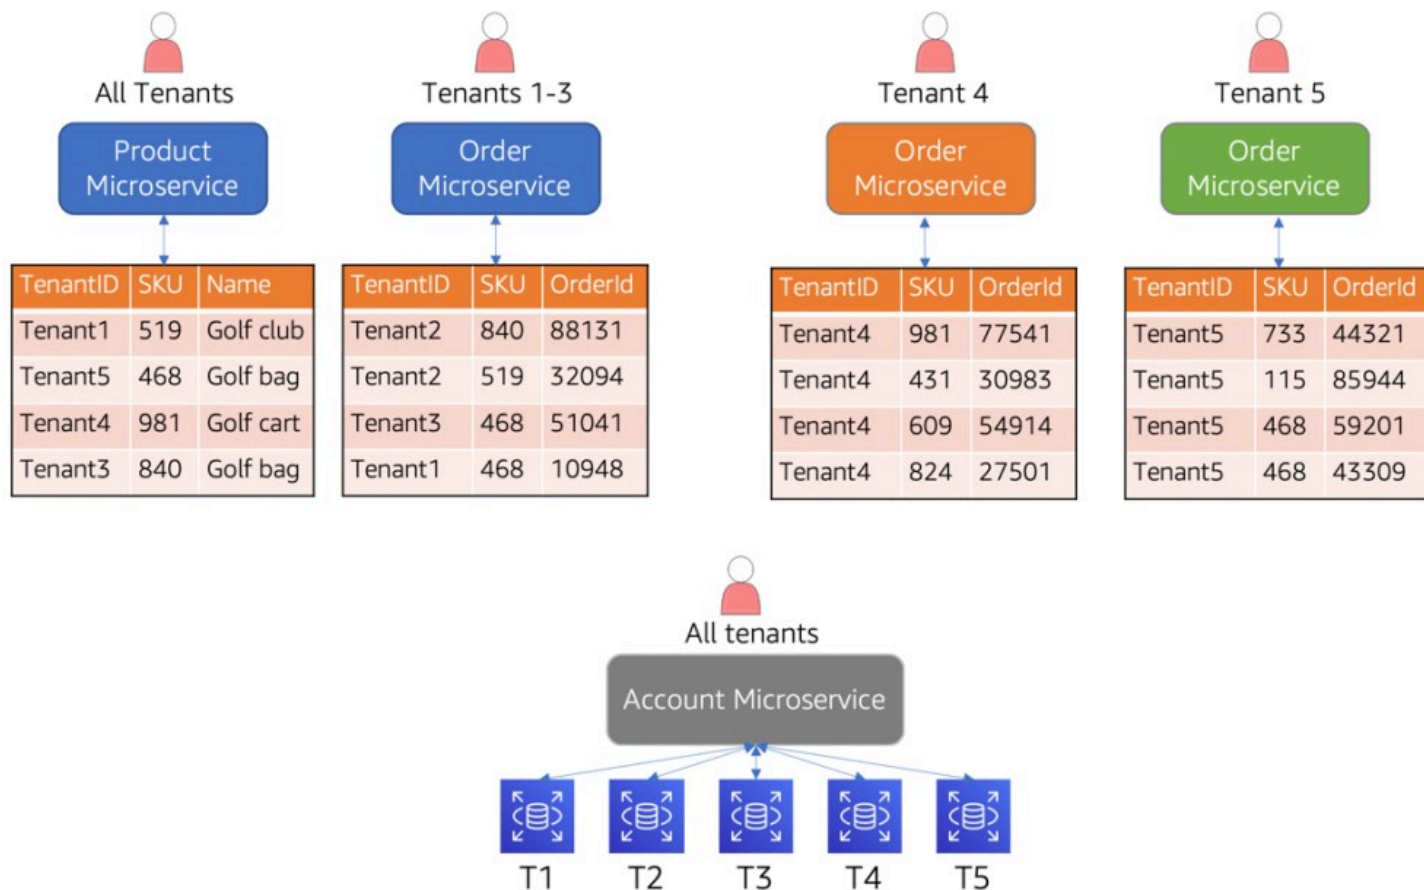 All Tenants
Product
Microservice
TenantID SKU Name
Tenant1 519 Golf club
Tenant5 468 Golf bag
Tenant4 981 Golf cart
Tenant3 840 Golf bag
Tenants 1-3
Order
Microservice
TenantID SKU OrderId
Tenant2 840 88131
Tenant2 519 32094
Tenant3 468 51041
Tenant1 468 10948
Tenant 4
Order
Microservice
TenantID SKU OrderId
Tenant4 981 77541
Tenant4 431 30983
Tenant4 609 54914
Tenant4 824 27501
Tenant 5
Order
Microservice
TenantID SKU OrderId
Tenant5 733 44321
Tenant5 115 85944
Tenant5 468 59201
Tenant5 468 43309
All tenants
Account Microservice
T1 T2 T3 T4 T5